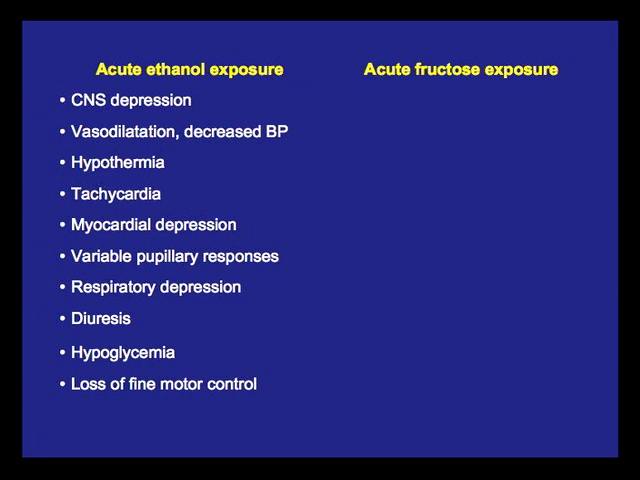 Acute ethanol exposure
Acute fructose exposure
• CNS depression
• Vasodilatation, decreased BP
• Hypothermia
• Tachycardia
• Myocardial depression
• Variable pupillary responses
• Respiratory depression
• Diuresis
• Hypoglycemia
• Loss of fine motor control